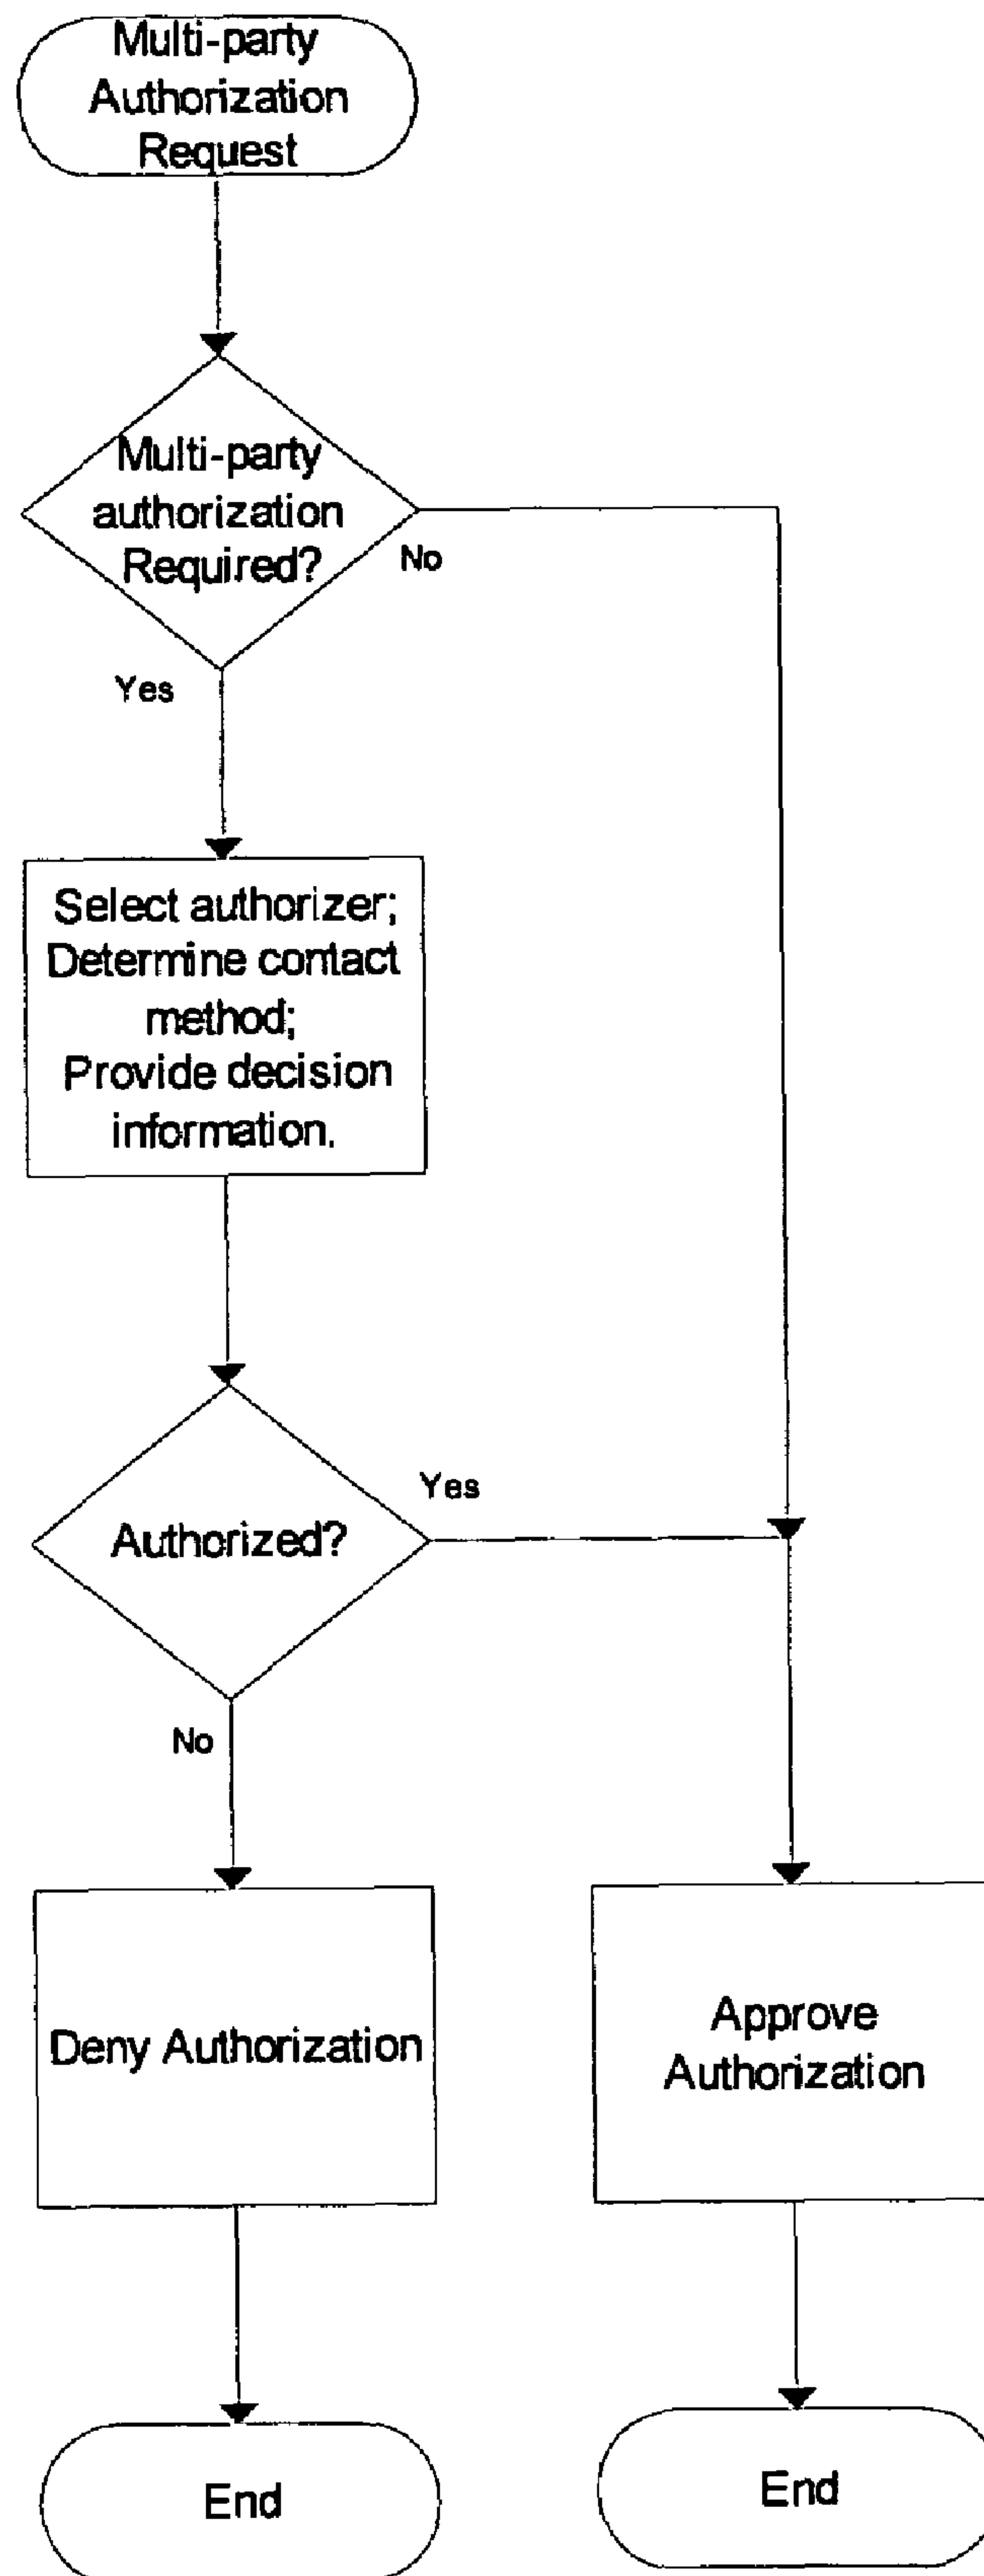 Multi-party
Authorization
Request
Multi-party
authorization
Required?
No
Yes
Select authorizer;
Determine contact
method;
Provide decision
information.
Yes
Authorized?
No
Deny Authorization
Approve
Authorization
End
End